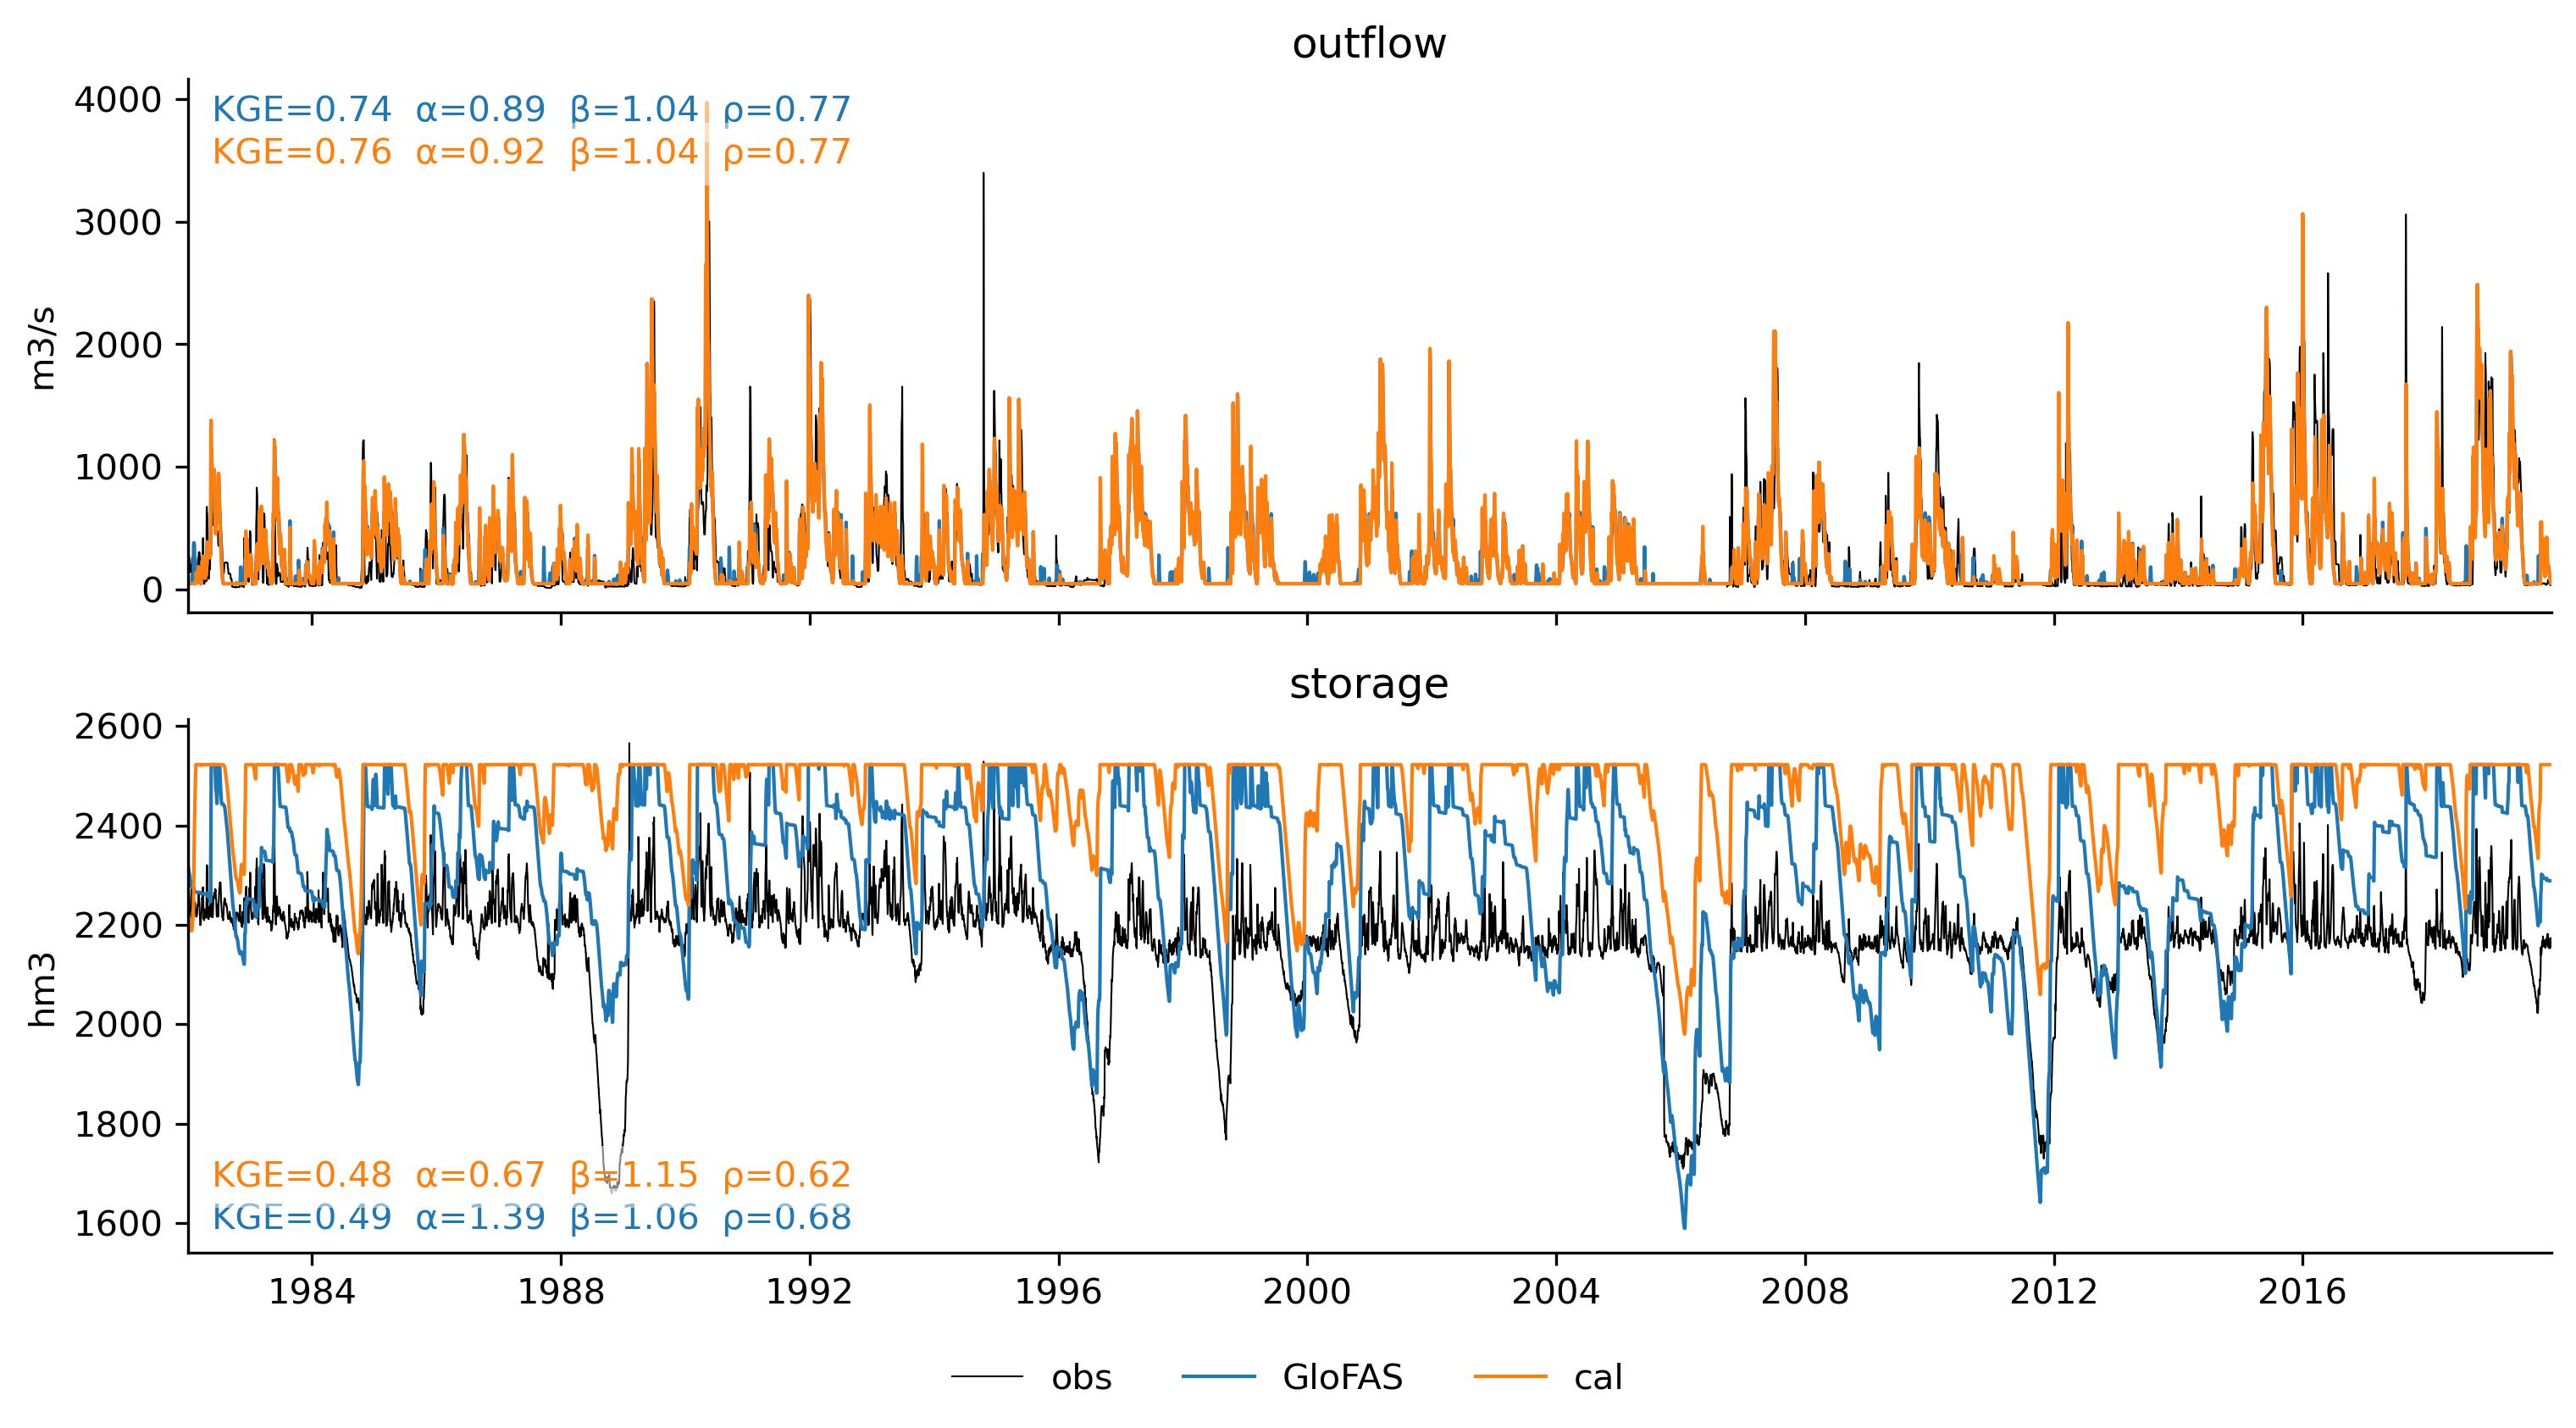 outflow
4000
3000
2000
1000
0
m3/s
KGE=0.74 α=0.89 β=1.04 ρ=0.77
KGE=0.76 α=0.92 β=1.04 ρ=0.77
storage
2600
2400
2200
2000
1800
1600
hm3
KGE=0.48 α=0.67 β=1.15 ρ=0.62
KGE=0.49 α=1.39 β=1.06 ρ=0.68
1984 1988 1992 1996 2000 2004 2008 2012 2016
obs GloFAS cal